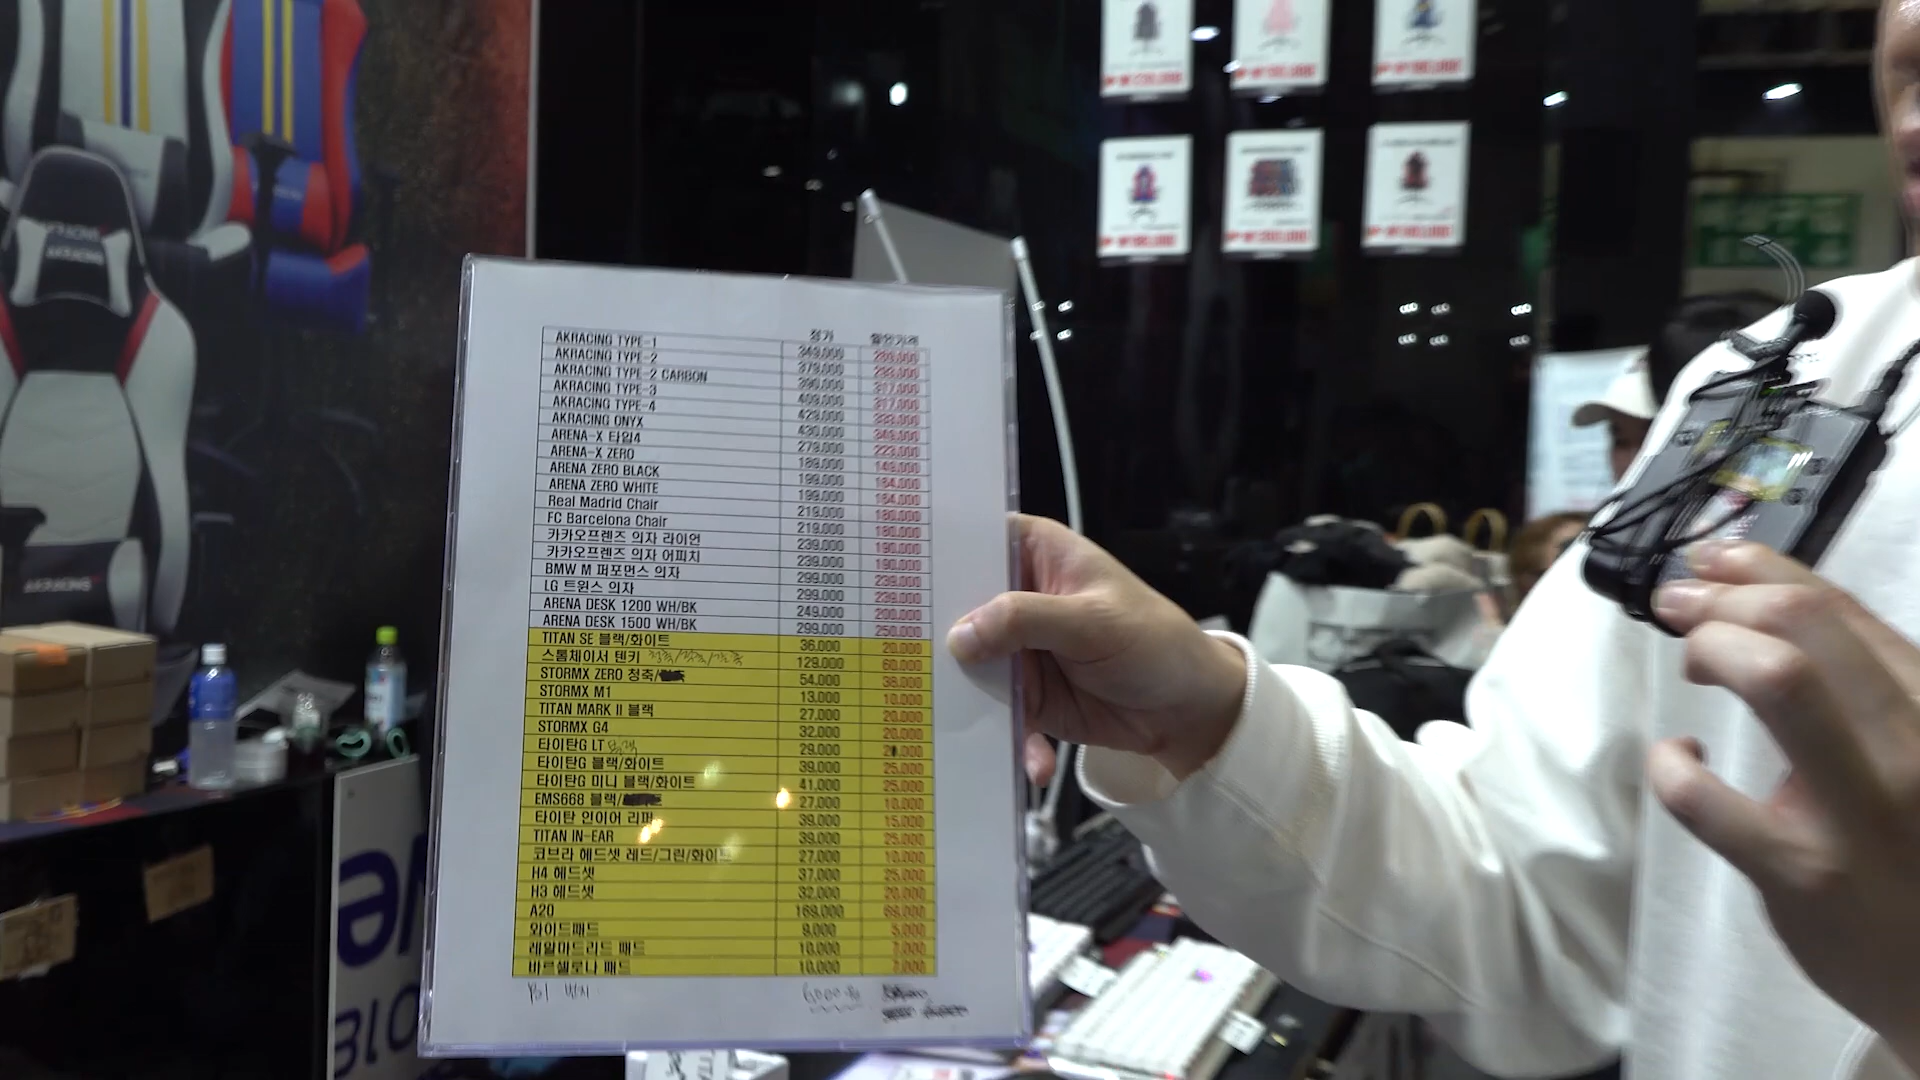 정가 할인가격
AKRACING TYPE-1 349,000 289,000
AKRACING TYPE-2 379,000 299,000
AKRACING TYPE-2 CARBON 390,000 317,000
AKRACING TYPE-3 409,000 317,000
AKRACING TYPE-4 429,000 333,000
AKRACING ONYX 430,000 349,000
ARENA-X 타입4 279,000 223,000
ARENA-X ZERO 189,000 149,000
ARENA ZERO BLACK 199,000 164,000
ARENA ZERO WHITE 199,000 164,000
Real Madrid Chair 219,000 180,000
FC Barcelona Chair 219,000 180,000
카카오프렌즈 의자 라이언 239,000 190,000
카카오프렌즈 의자 어피치 239,000 190,000
BMW M 퍼포먼스 의자 299,000 239,000
LG 트윈스 의자 299,000 239,000
ARENA DESK 1200 WH/BK 249,000 200,000
ARENA DESK 1500 WH/BK 299,000 250,000
TITAN SE 블랙/화이트 36,000 20,000
스톰체이서 텐키 129,000 60,000
STORMX ZERO 청축/ 54,000 38,000
STORMX M1 13,000 10,000
TITAN MARK II 블랙 27,000 20,000
STORMX G4 32,000 20,000
타이탄G LT 블랙 29,000
타이탄G 블랙/화이트 39,000 25,000
타이탄G 미니 블랙/화이트 41,000 25,000
EMS668 블랙/ 27,000 10,000
타이탄 인이어 리퍼 39,000 15,000
TITAN IN-EAR 39,000 25,000
코브라 헤드셋 레드/그린/화이트 27,000 10,000
H4 헤드셋 37,000 25,000
H3 헤드셋 32,000 20,000
A20 169,000 69,000
와이드패드 9,000 5,000
레알마드리드 패드 10,000 7,000
바르셀로나 패드 10,000 7,000
AKRACING